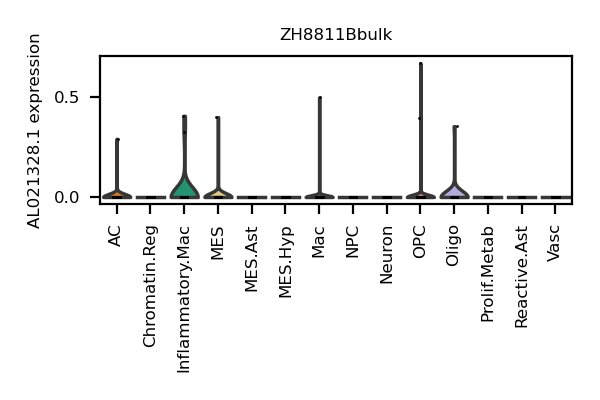 ZH8811Bbulk
AL021328.1 expression
0.5
0.0
AC
Chromatin.Reg
Inflammatory.Mac
MES
MES.Ast
MES.Hyp
Mac
NPC
Neuron
OPC
Oligo
Prolif.Metab
Reactive.Ast
Vasc